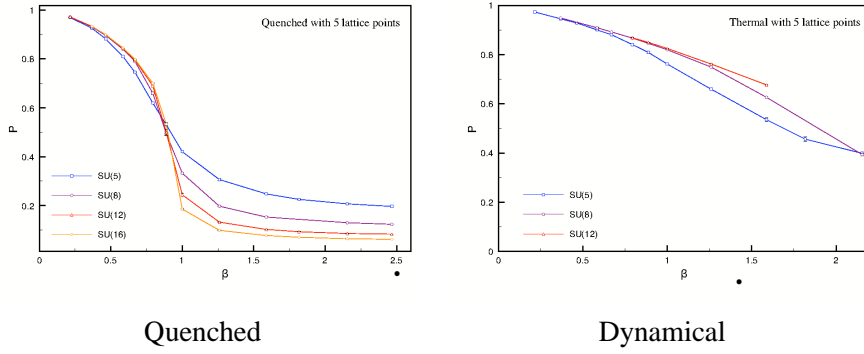 Quenched with 5 lattice points
P
1
0.8
0.6
0.4
0.2
SU(5)
SU(8)
SU(12)
SU(16)
0
0.5
1
1.5
2
2.5
β
Quenched
Thermal with 5 lattice points
P
1
0.8
0.6
0.4
0.2
0
SU(5)
SU(8)
SU(12)
0
0.5
1
1.5
2
β
Dynamical